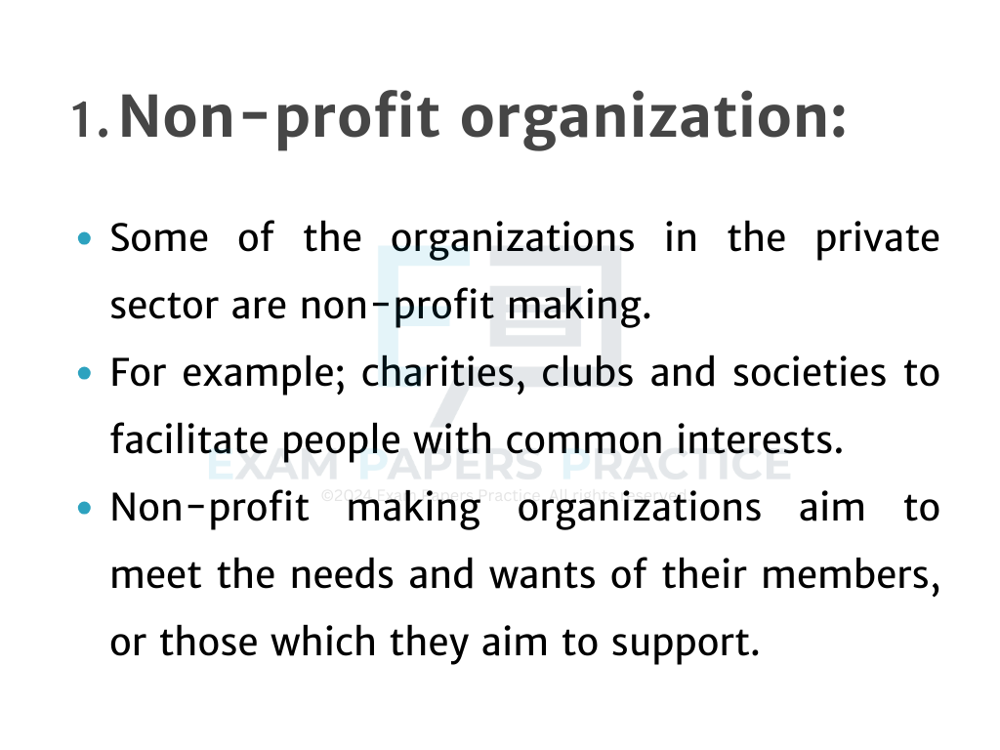 1. Non-profit organization:
• Some of the organizations in the private
sector are non-profit making.
• For example; charities, clubs and societies to
facilitate people with common interests.
EXAM PAPERS PRACTICE
©2024 Exam Papers Practice. All rights reserved
• Non-profit making organizations aim to
meet the needs and wants of their members,
or those which they aim to support.